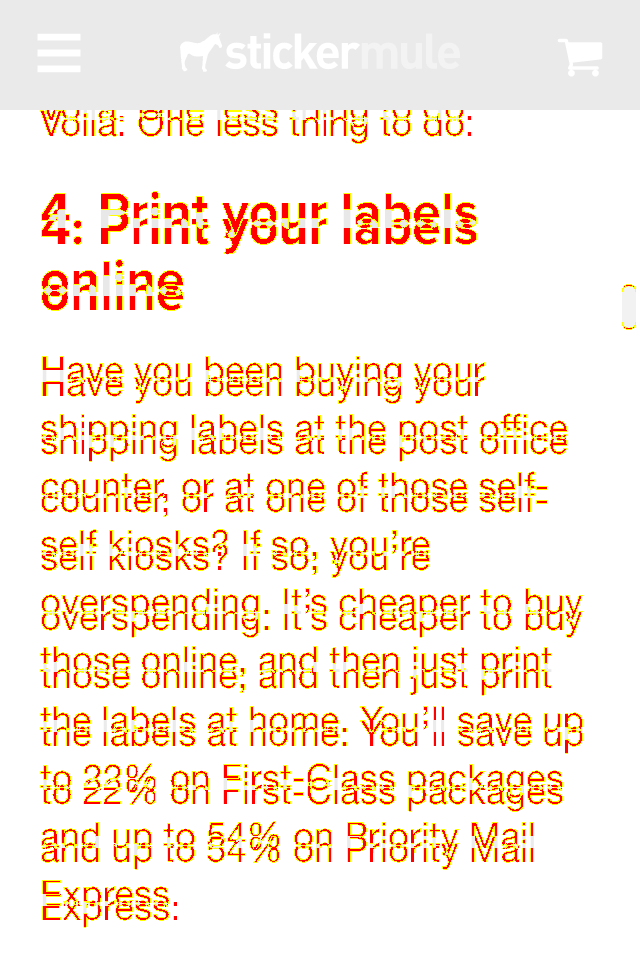 stickermule
Voila. One less thing to do.
4. Print your labels
online
Have you been buying your
shipping labels at the post office
counter, or at one of those self-
self kiosks? If so, you’re
overspending. It’s cheaper to buy
those online, and then just print
the labels at home. You’ll save up
to 22% on First-Class packages
and up to 54% on Priority Mail
Express.